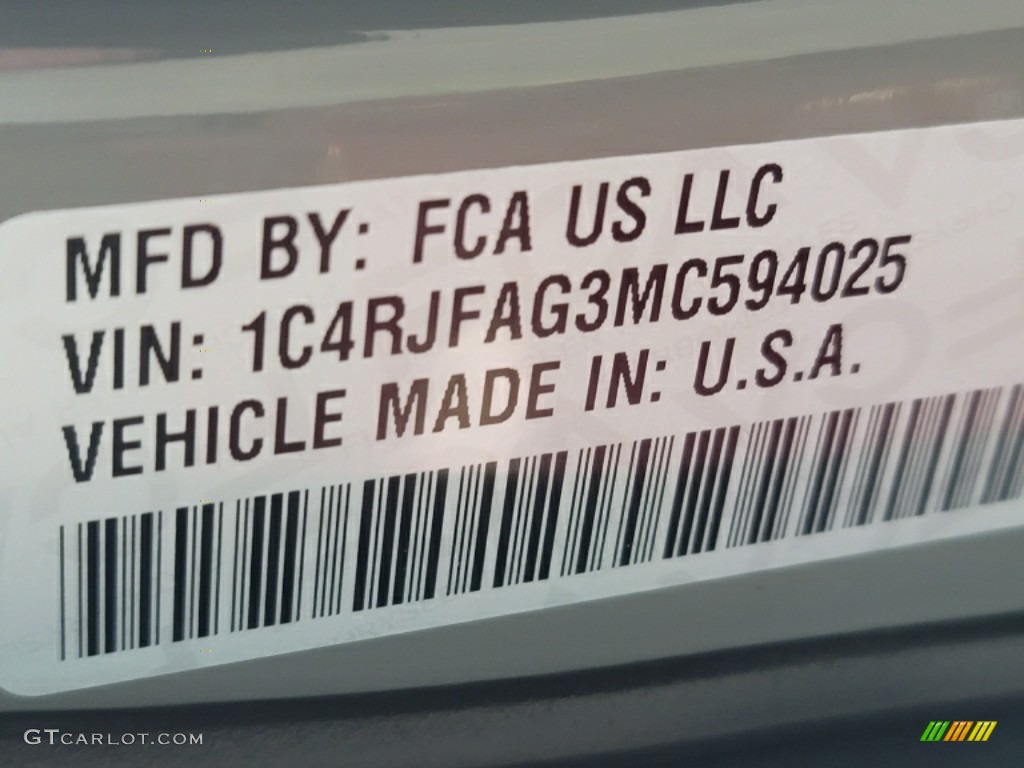 MFD BY: FCA US LLC
VIN: 1C4RJFAG3MC594025
VEHICLE MADE IN: U.S.A.
GTCARLOT.COM